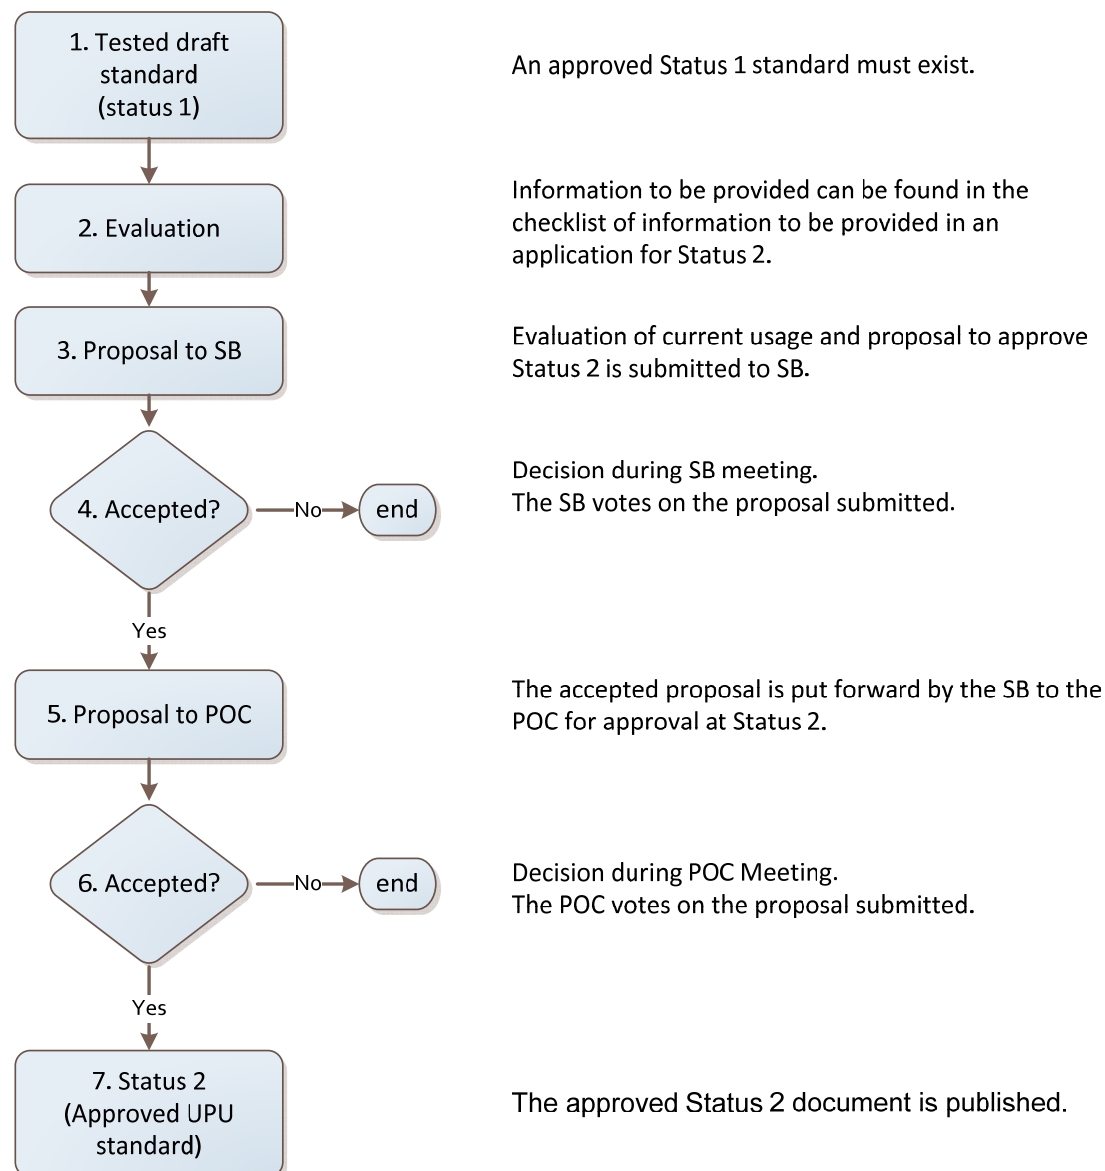 1. Tested draft
standard
(status 1)
An approved Status 1 standard must exist.
2. Evaluation
Information to be provided can be found in the
checklist of information to be provided in an
application for Status 2.
3. Proposal to SB
Evaluation of current usage and proposal to approve
Status 2 is submitted to SB.
4. Accepted?
No
end
Decision during SB meeting.
The SB votes on the proposal submitted.
Yes
5. Proposal to POC
The accepted proposal is put forward by the SB to the
POC for approval at Status 2.
6. Accepted?
No
end
Decision during POC Meeting.
The POC votes on the proposal submitted.
Yes
7. Status 2
(Approved UPU
standard)
The approved Status 2 document is published.